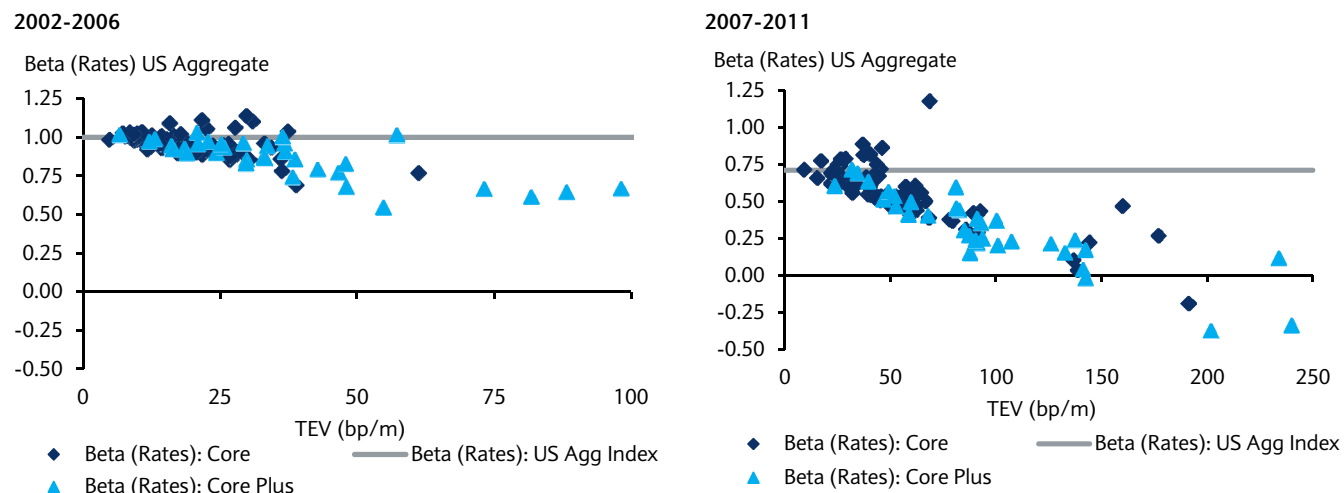 2002-2006
Beta (Rates) US Aggregate
1.25
1.00
0.75
0.50
0.25
0.00
-0.25
-0.50
0 25 50 75 100
TEV (bp/m)
Beta (Rates): Core
Beta (Rates): US Agg Index
Beta (Rates): Core Plus
2007-2011
Beta (Rates) US Aggregate
1.25
1.00
0.75
0.50
0.25
0.00
-0.25
-0.50
0 50 100 150 200 250
TEV (bp/m)
Beta (Rates): Core
Beta (Rates): US Agg Index
Beta (Rates): Core Plus